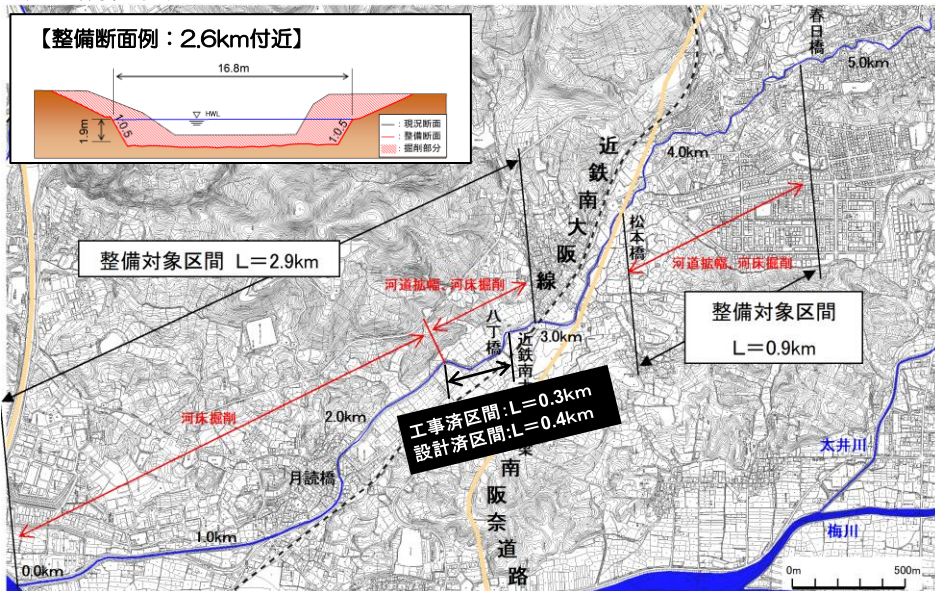 【整備断面例：2.6km付近】
16.8m
HWL
1.9m
1:0.5
1:0.5
：現況断面
：整備断面
：掘削部分
春日橋
5.0km
4.0km
近鉄南大阪線
松本橋
整備対象区間 L=2.9km
河道拡幅、河床掘削
河道拡幅、河床掘削
整備対象区間
L=0.9km
八丁橋
3.0km
近鉄南大
工事済区間:L=0.3km
設計済区間:L=0.4km
河床掘削
2.0km
月読橋
南阪奈道路
太井川
梅川
1.0km
0.0km
0m
500m